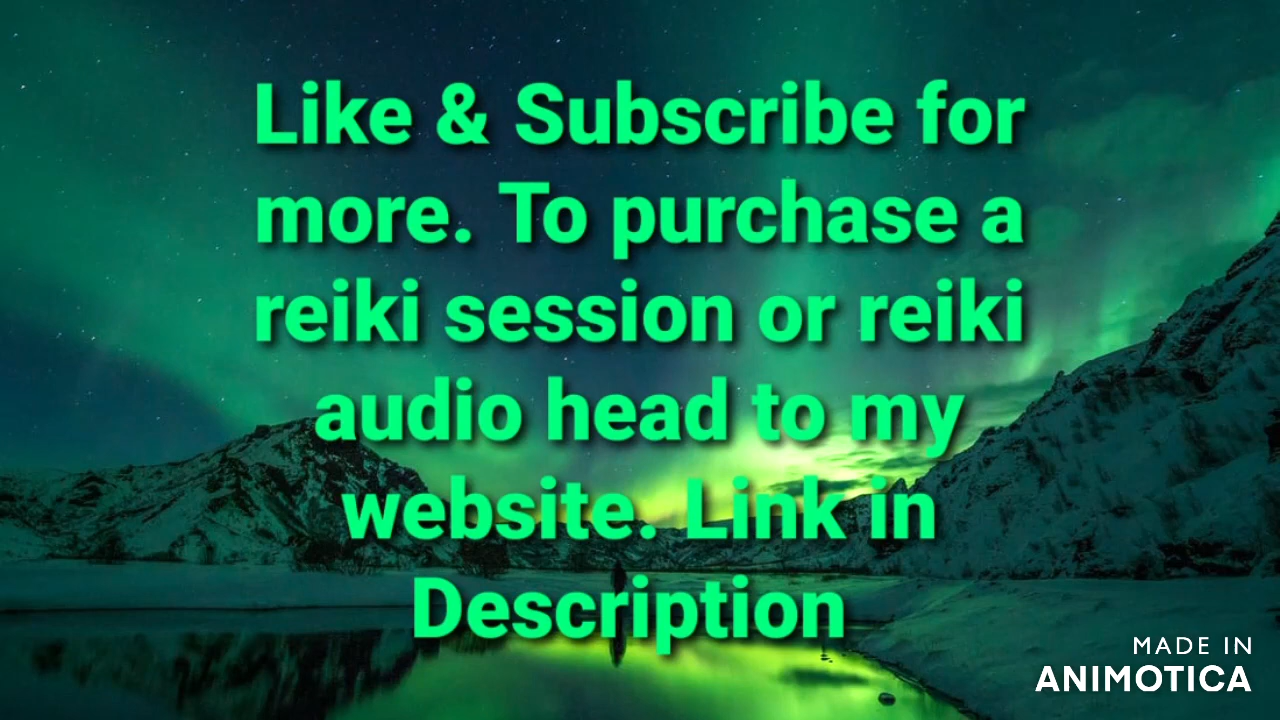 Like & Subscribe for
more. To purchase a
reiki session or reiki
audio head to my
website. Link in
Description
MADE IN
ANIMOTICA